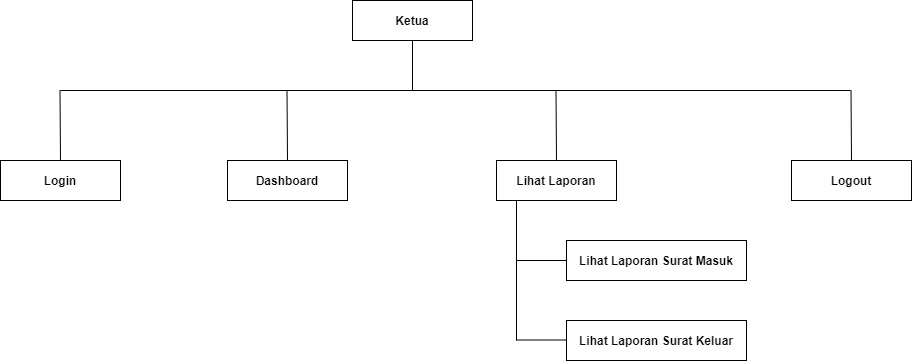 Ketua
Login
Dashboard
Lihat Laporan
Logout
Lihat Laporan Surat Masuk
Lihat Laporan Surat Keluar